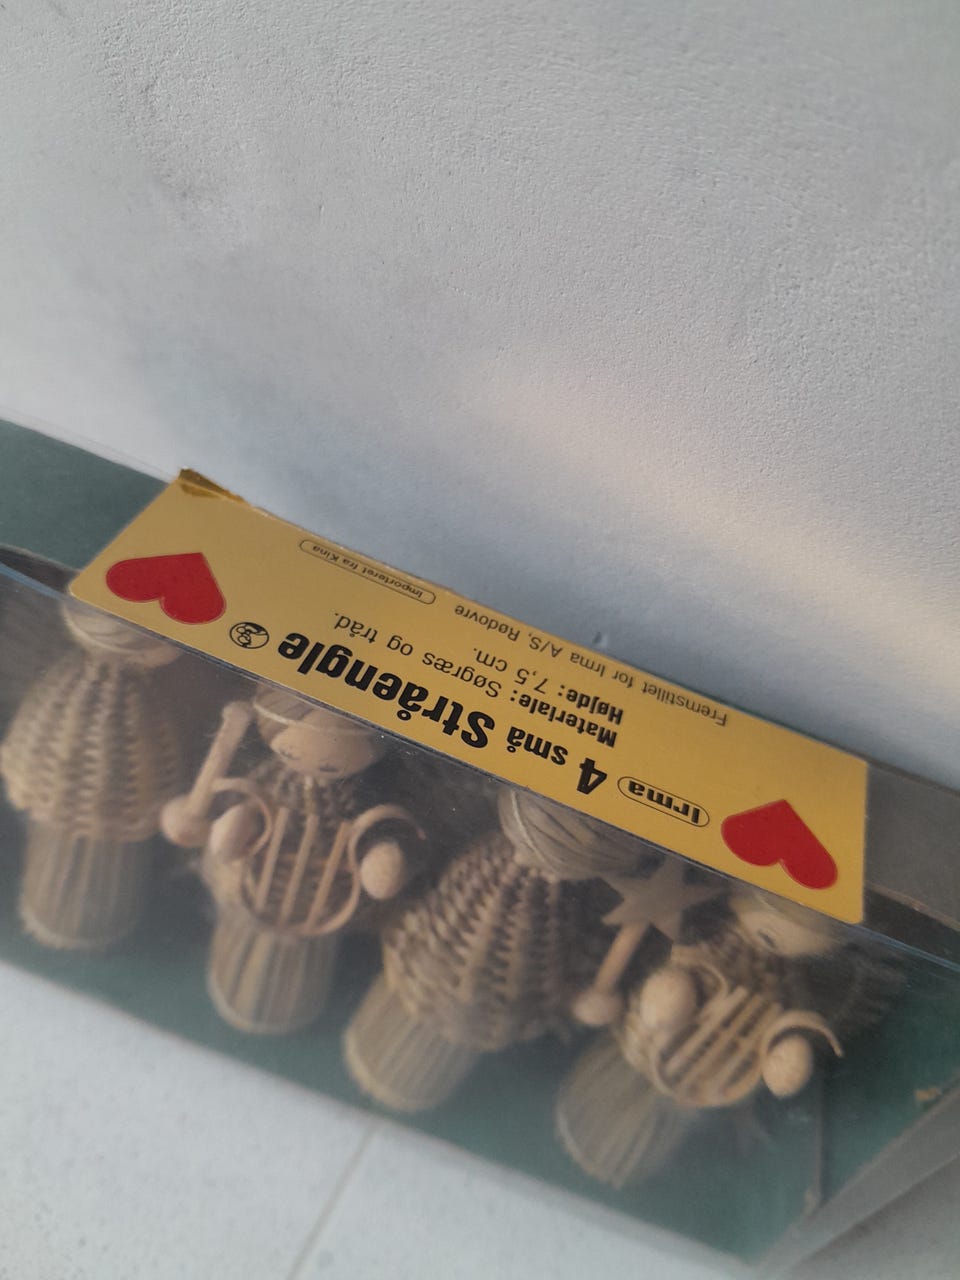 Irma
4 små Stråengle
Materiale: Søgræs og tråd.
Højde: 7,5 cm.
Fremstillet for Irma A/S, Rødovre
Importeret fra Kina